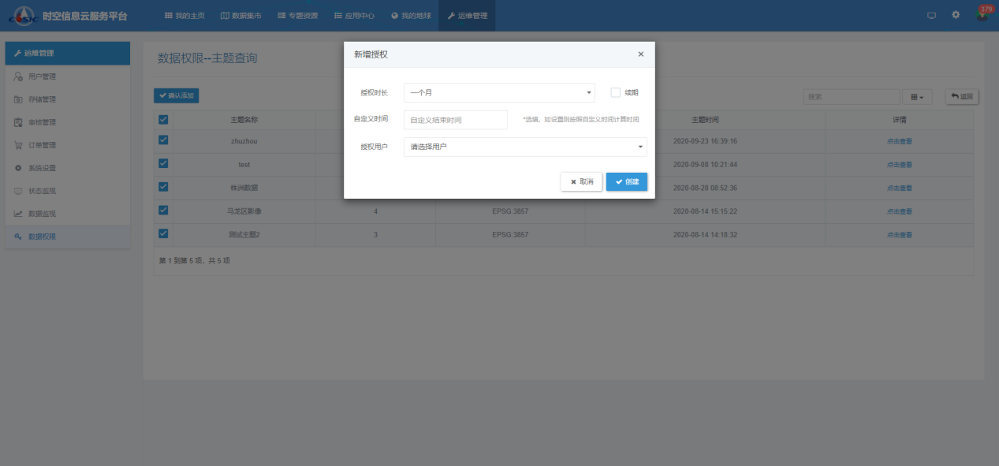 CASIC 时空信息云服务平台 我的主页 数据集市 专题资源 应用中心 我的地球 运维管理 379
运维管理
用户管理
存储管理
审核管理
订单管理
系统设置
状态监视
数据监视
数据权限
数据权限--主题查询
确认添加 搜索 返回
主题名称 主题时间 详情
zhuzhou 2020-09-23 16:39:16 点击查看
test 2020-09-08 10:21:44 点击查看
株洲数据 2020-08-28 08:52:36 点击查看
马龙区影像 4 EPSG:3857 2020-08-14 15:15:22 点击查看
测试主题2 3 EPSG:3857 2020-08-14 14:18:32 点击查看
第 1 到第 5 项，共 5 项
新增授权 ×
授权时长 一个月 续期
自定义时间 自定义结束时间 *选填，如设置则按照自定义时间计算时间
授权用户 请选择用户
取消 创建